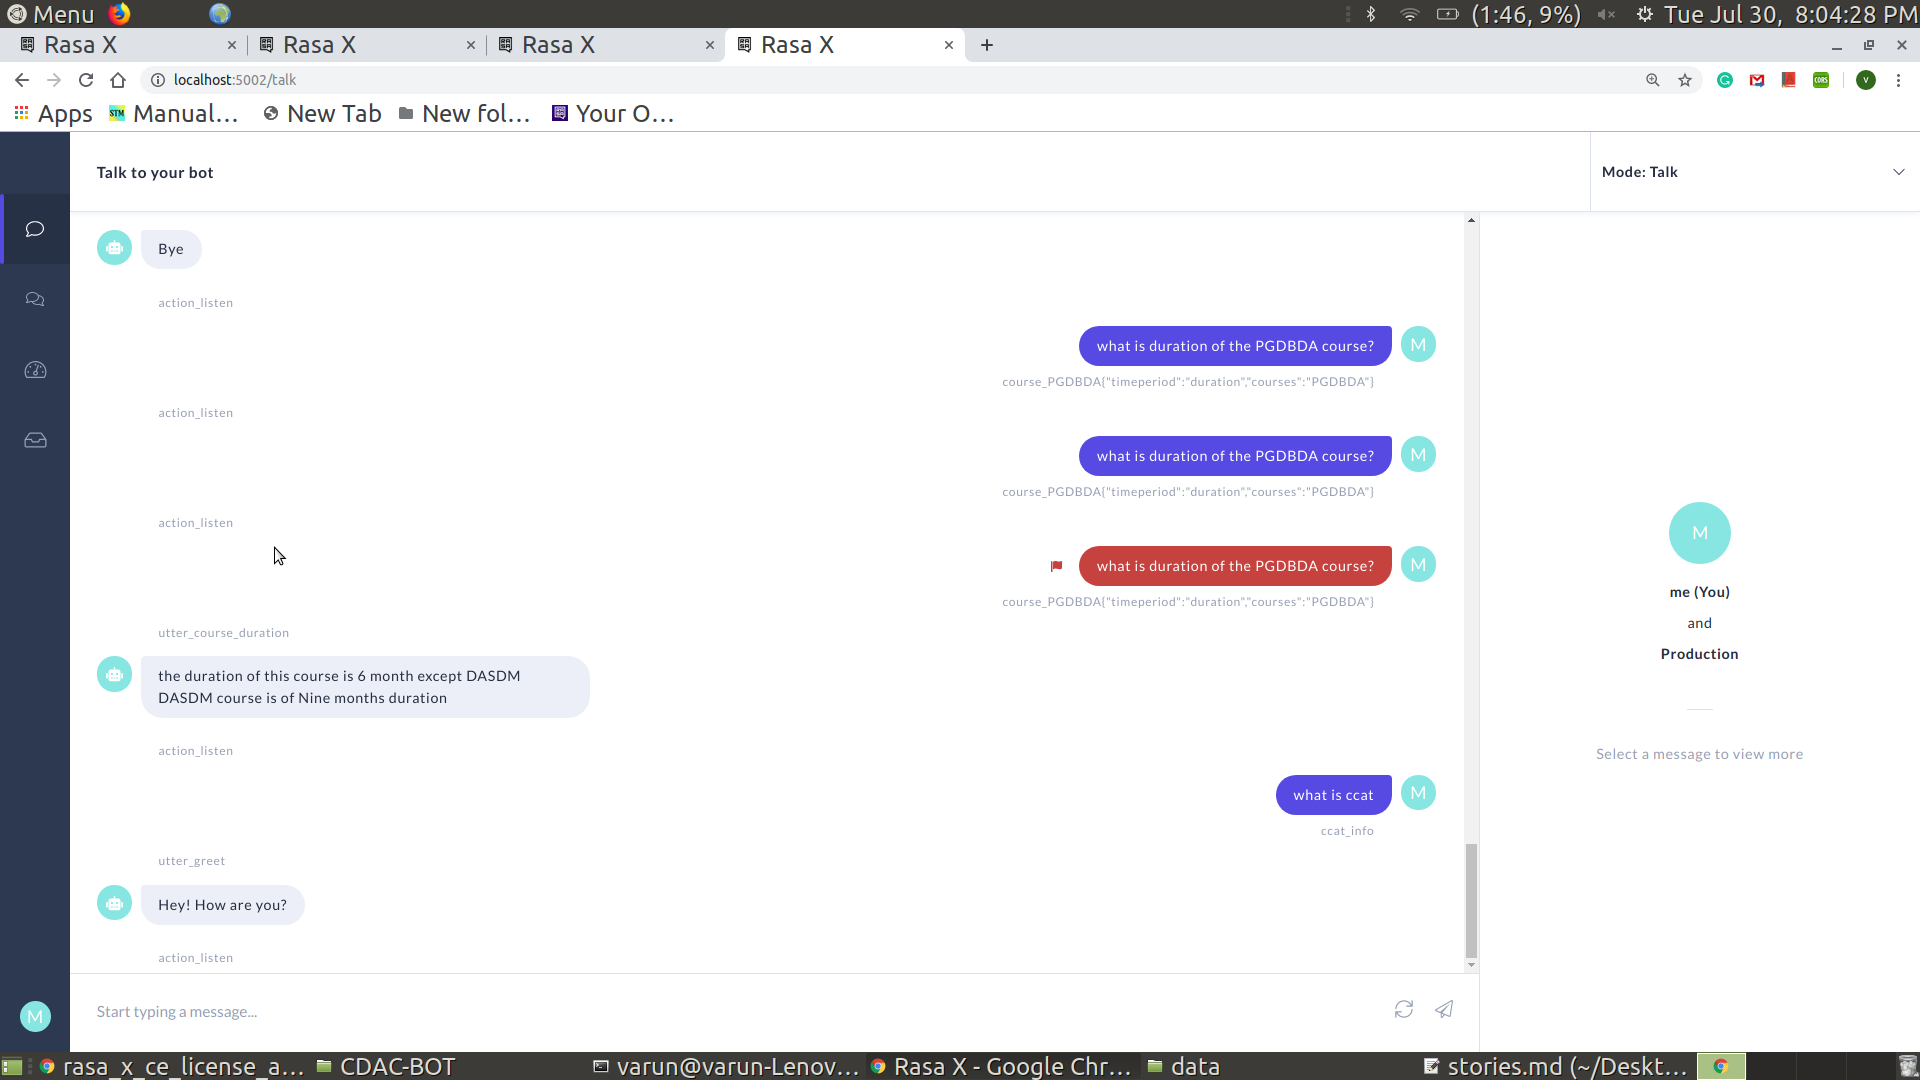 Menu
(1:46, 9%)
Tue Jul 30, 8:04:28 PM
Rasa X
Rasa X
Rasa X
Rasa X
localhost:5002/talk
CORS
V
Apps
STM
Manual...
New Tab
New fol...
Your O...
Talk to your bot
Mode: Talk
Bye
action_listen
what is duration of the PGDBDA course?
M
course_PGDBDA{"timeperiod":"duration","courses":"PGDBDA"}
action_listen
what is duration of the PGDBDA course?
M
course_PGDBDA{"timeperiod":"duration","courses":"PGDBDA"}
action_listen
what is duration of the PGDBDA course?
M
course_PGDBDA{"timeperiod":"duration","courses":"PGDBDA"}
utter_course_duration
the duration of this course is 6 month except DASDM
DASDM course is of Nine months duration
action_listen
what is ccat
M
ccat_info
utter_greet
Hey! How are you?
action_listen
M
me (You)
and
Production
Select a message to view more
Start typing a message...
M
rasa_x_ce_license_a...
CDAC-BOT
varun@varun-Lenov...
Rasa X - Google Chr...
data
stories.md (~/Deskt...